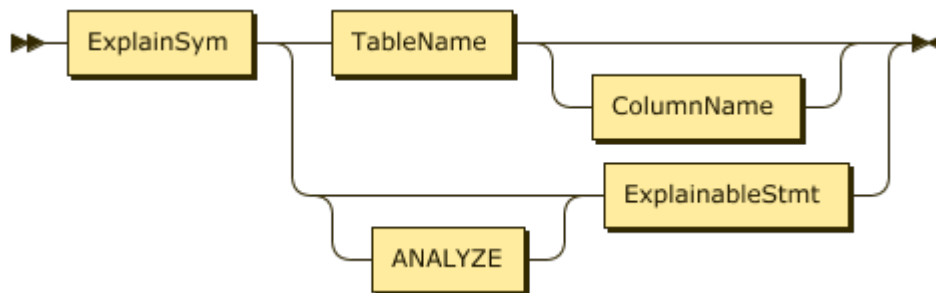 ExplainSym
TableName
ColumnName
ExplainableStmt
ANALYZE